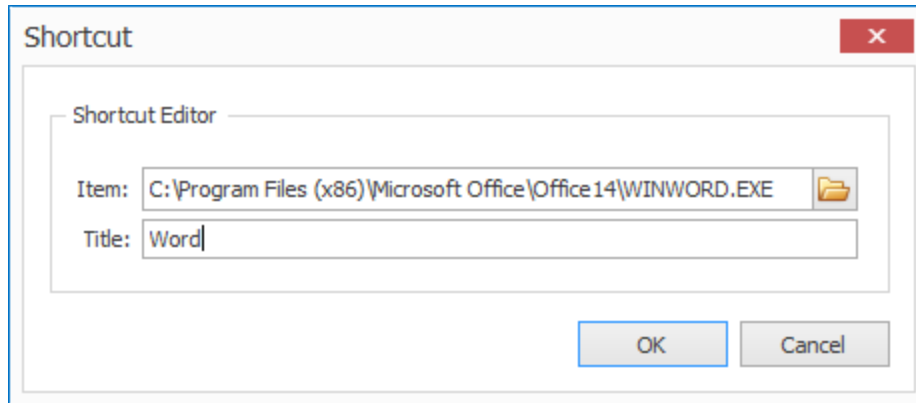 Shortcut
Shortcut Editor
Item: C:\Program Files (x86)\Microsoft Office\Office14\WINWORD.EXE
Title: Word
OK Cancel